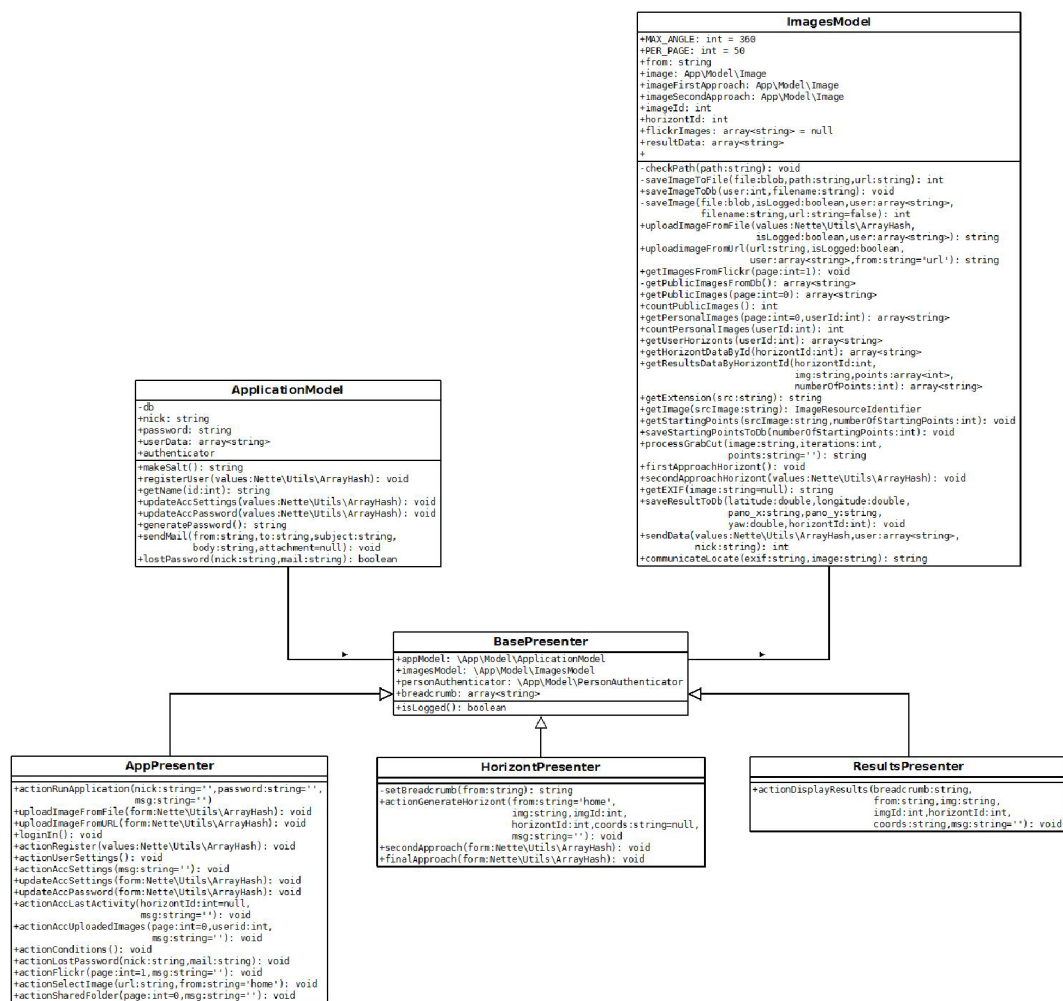 ImagesModel
+MAX_ANGLE: int = 360
+PER_PAGE: int = 50
+from: string
+image: App\Model\Image
+imageFirstApproach: App\Model\Image
+imageSecondApproach: App\Model\Image
+imageId: int
+horizontId: int
+flickrImages: array<string> = null
+resultData: array<string>
+
-checkPath(path:string): void
-saveImageToFile(file:blob,path:string,url:string): int
+saveImageToDb(user:int,filename:string): void
-saveImage(file:blob,isLogged:boolean,user:array<string>,
filename:string,url:string=false): int
+uploadImageFromFile(values:Nette\Utils\ArrayHash,
isLogged:boolean,user:array<string>): string
+uploadimageFromUrl(url:string,isLogged:boolean,
user:array<string>,from:string='url'): string
+getImagesFromFlickr(page:int=1): void
-getPublicImagesFromDb(): array<string>
+getPublicImages(page:int=0): array<string>
+countPublicImages(): int
+getPersonalImages(page:int=0,userId:int): array<string>
+countPersonalImages(userId:int): int
+getUserHorizonts(userId:int): array<string>
+getHorizontDataById(horizontId:int): array<string>
+getResultsDataByHorizontId(horizontId:int,
img:string,points:array<int>,
numberOfPoints:int): array<string>
+getExtension(src:string): string
+getImage(srcImage:string): ImageResourceIdentifier
+getStartingPoints(srcImage:string,numberOfStartingPoints:int): void
+saveStartingPointsToDb(numberOfStartingPoints:int): void
+processGrabCut(image:string,iterations:int,
points:string=''): string
+firstApproachHorizont(): void
+secondApproachHorizont(values:Nette\Utils\ArrayHash): void
+getEXIF(image:string=null): string
+saveResultToDb(latitude:double,longitude:double,
pano_x:string,pano_y:string,
yaw:double,horizontId:int): void
+sendData(values:Nette\Utils\ArrayHash,user:array<string>,
nick:string): int
+communicateLocate(exif:string,image:string): string
ApplicationModel
-db
+nick: string
+password: string
+userData: array<string>
+authenticator
+makeSalt(): string
+registerUser(values:Nette\Utils\ArrayHash): void
+getName(id:int): string
+updateAccSettings(values:Nette\Utils\ArrayHash): void
+updateAccPassword(values:Nette\Utils\ArrayHash): void
+generatePassword(): string
+sendMail(from:string,to:string,subject:string,
body:string,attachment=null): void
+lostPassword(nick:string,mail:string): boolean
BasePresenter
+appModel: \App\Model\ApplicationModel
+imagesModel: \App\Model\ImagesModel
+personAuthenticator: \App\Model\PersonAuthenticator
+breadcrumb: array<string>
+isLogged(): boolean
AppPresenter
+actionRunApplication(nick:string='',password:string='',
msg:string='')
+uploadImageFromFile(form:Nette\Utils\ArrayHash): void
+uploadImageFromURL(form:Nette\Utils\ArrayHash): void
+loginIn(): void
+actionRegister(values:Nette\Utils\ArrayHash): void
+actionUserSettings(): void
+actionAccSettings(msg:string=''): void
+updateAccSettings(form:Nette\Utils\ArrayHash): void
+updateAccPassword(form:Nette\Utils\ArrayHash): void
+actionAccLastActivity(horizontId:int=null,
msg:string=''): void
+actionAccUploadedImages(page:int=0,userid:int,
msg:string=''): void
+actionConditions(): void
+actionLostPassword(nick:string,mail:string): void
+actionFlickr(page:int=1,msg:string=''): void
+actionSelectImage(url:string,from:string='home'): void
+actionSharedFolder(page:int=0,msg:string=''): void
HorizontPresenter
-setBreadcrumb(from:string): string
+actionGenerateHorizont(from:string='home',
img:string,imgId:int,
horizontId:int,coords:string=null,
msg:string=''): void
+secondApproach(form:Nette\Utils\ArrayHash): void
+finalApproach(form:Nette\Utils\ArrayHash): void
ResultsPresenter
+actionDisplayResults(breadcrumb:string,
from:string,img:string,
imgId:int,horizontId:int,
coords:string,msg:string=''): void